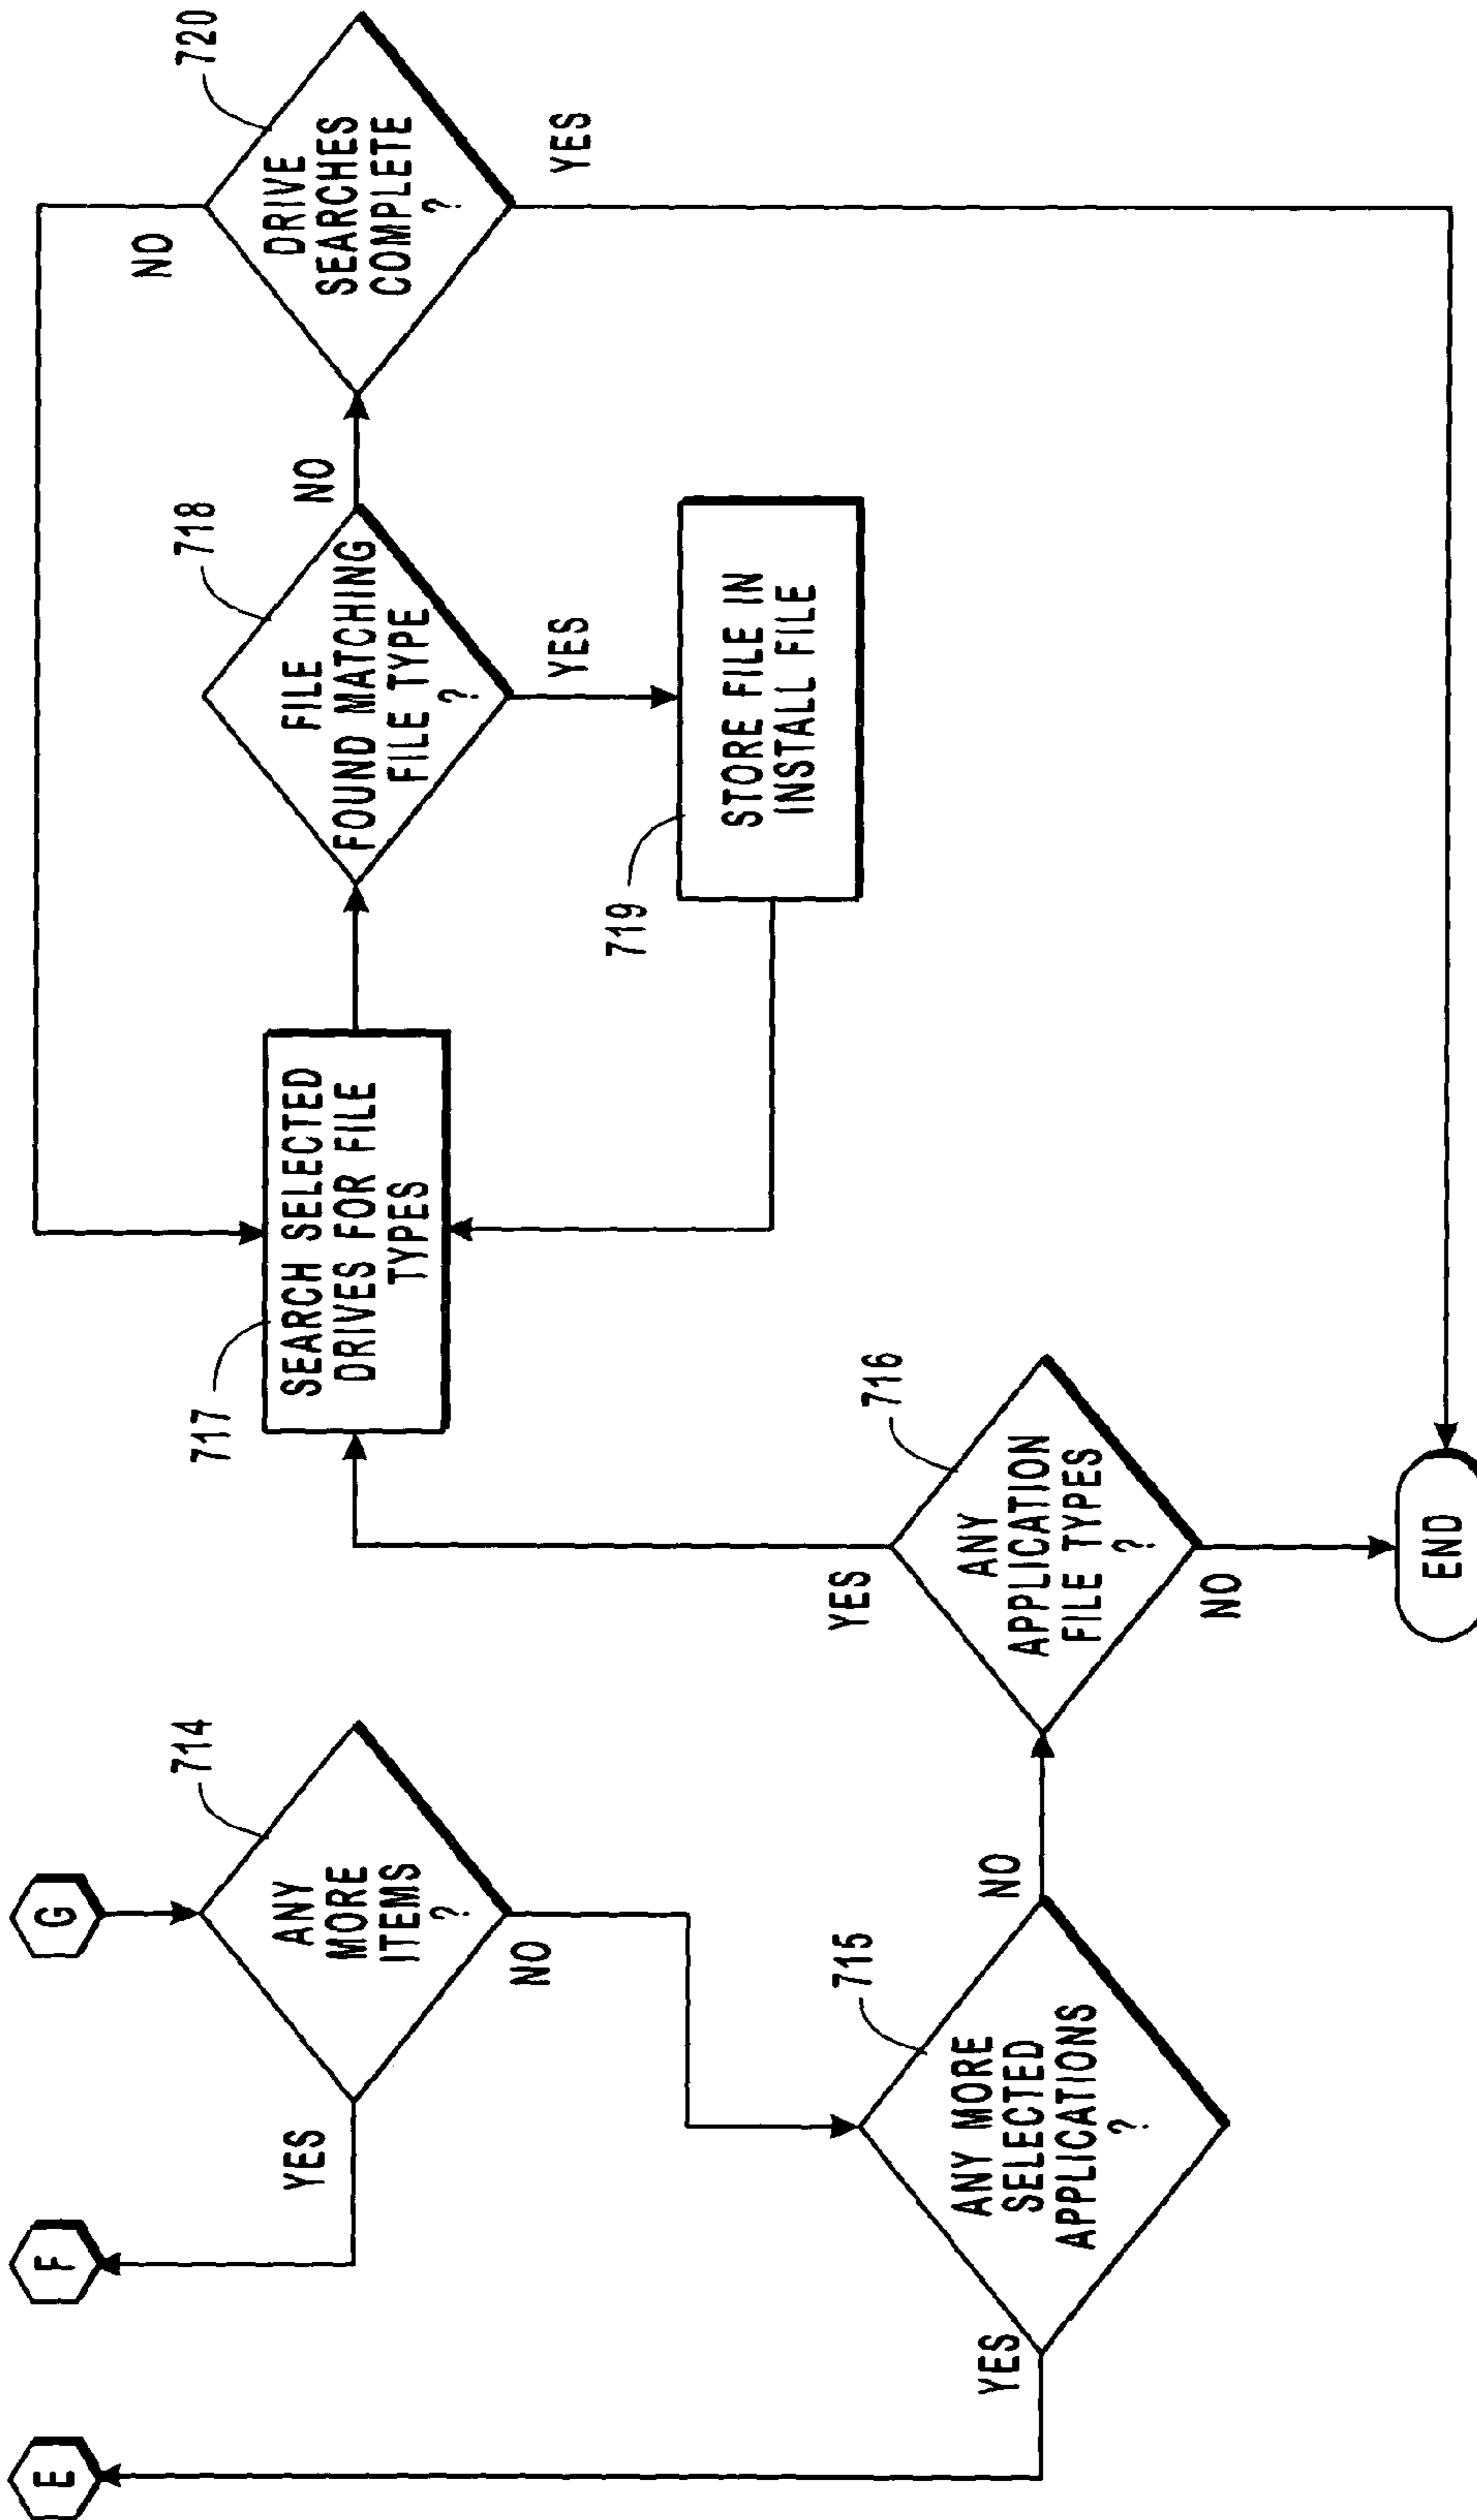 E
F
G
YES
714
ANY
MORE
ITEMS
?
NO
YES
715
ANY MORE
SELECTED
APPLICATIONS
?
NO
716
ANY
APPLICATION
FILE TYPES
?
YES
NO
END
717
SEARCH SELECTED
DRIVES FOR FILE
TYPES
718
FILE
FOUND MATCHING
FILE TYPE
?
NO
YES
719
STORE FILE IN
INSTALL FILE
720
DRIVE
SEARCHES
COMPLETE
?
NO
YES